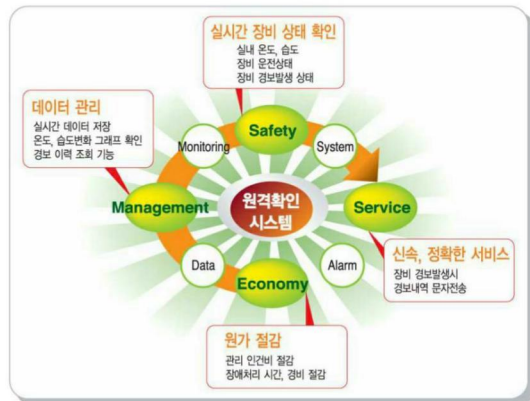 실시간 장비 상태 확인
실내 온도, 습도
장비 운전상태
장비 경보발생 상태
데이터 관리
실시간 데이터 저장
온도, 습도변화 그래프 확인
경보 이력 조회 기능
Monitoring
Safety
System
Management
원격확인
시스템
Service
Data
Economy
Alarm
신속, 정확한 서비스
장비 경보발생시
경보내역 문자전송
원가 절감
관리 인건비 절감
장애처리 시간, 경비 절감